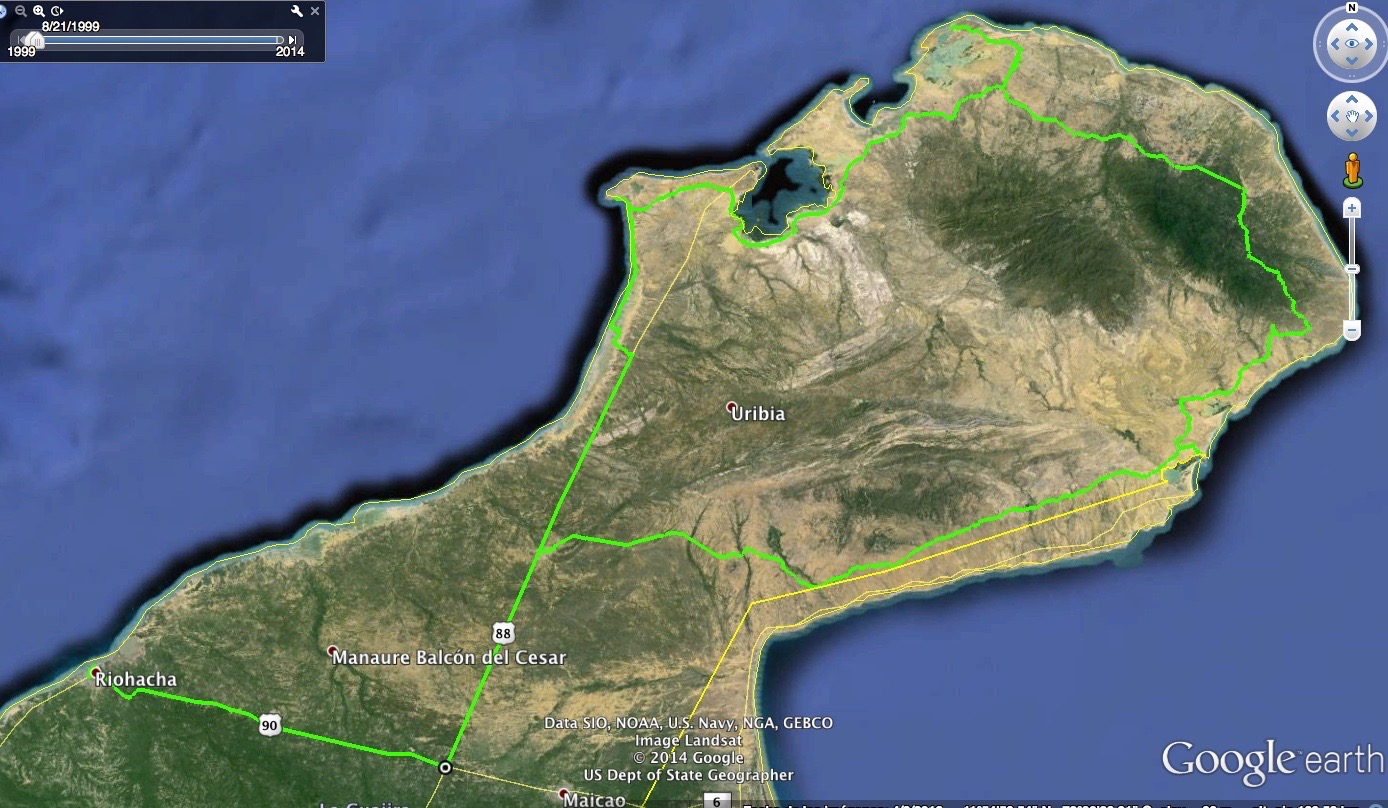 8/21/1999
1999
2014
N
Uribia
88
Manaure Balcón del Cesar
Riohacha
90
Data SIO, NOAA, U.S. Navy, NGA, GEBCO
Image Landsat
© 2014 Google
US Dept of State Geographer
Google earth
Maicao
6